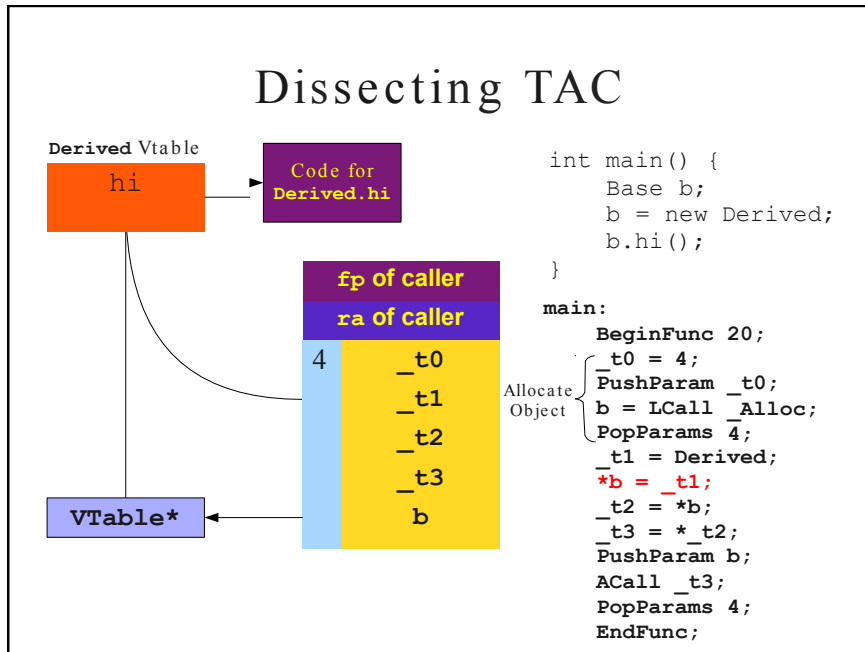 Dissecting TAC
Derived Vtable
hi
Code for
Derived.hi
fp of caller
ra of caller
4 _t0
_t1
_t2
_t3
b
VTable*
int main() {
Base b;
b = new Derived;
b.hi();
}
main:
BeginFunc 20;
_t0 = 4;
PushParam _t0;
b = LCall _Alloc;
PopParams 4;
Allocate
Object
_t1 = Derived;
*b = _t1;
_t2 = *b;
_t3 = *_t2;
PushParam b;
ACall _t3;
PopParams 4;
EndFunc;